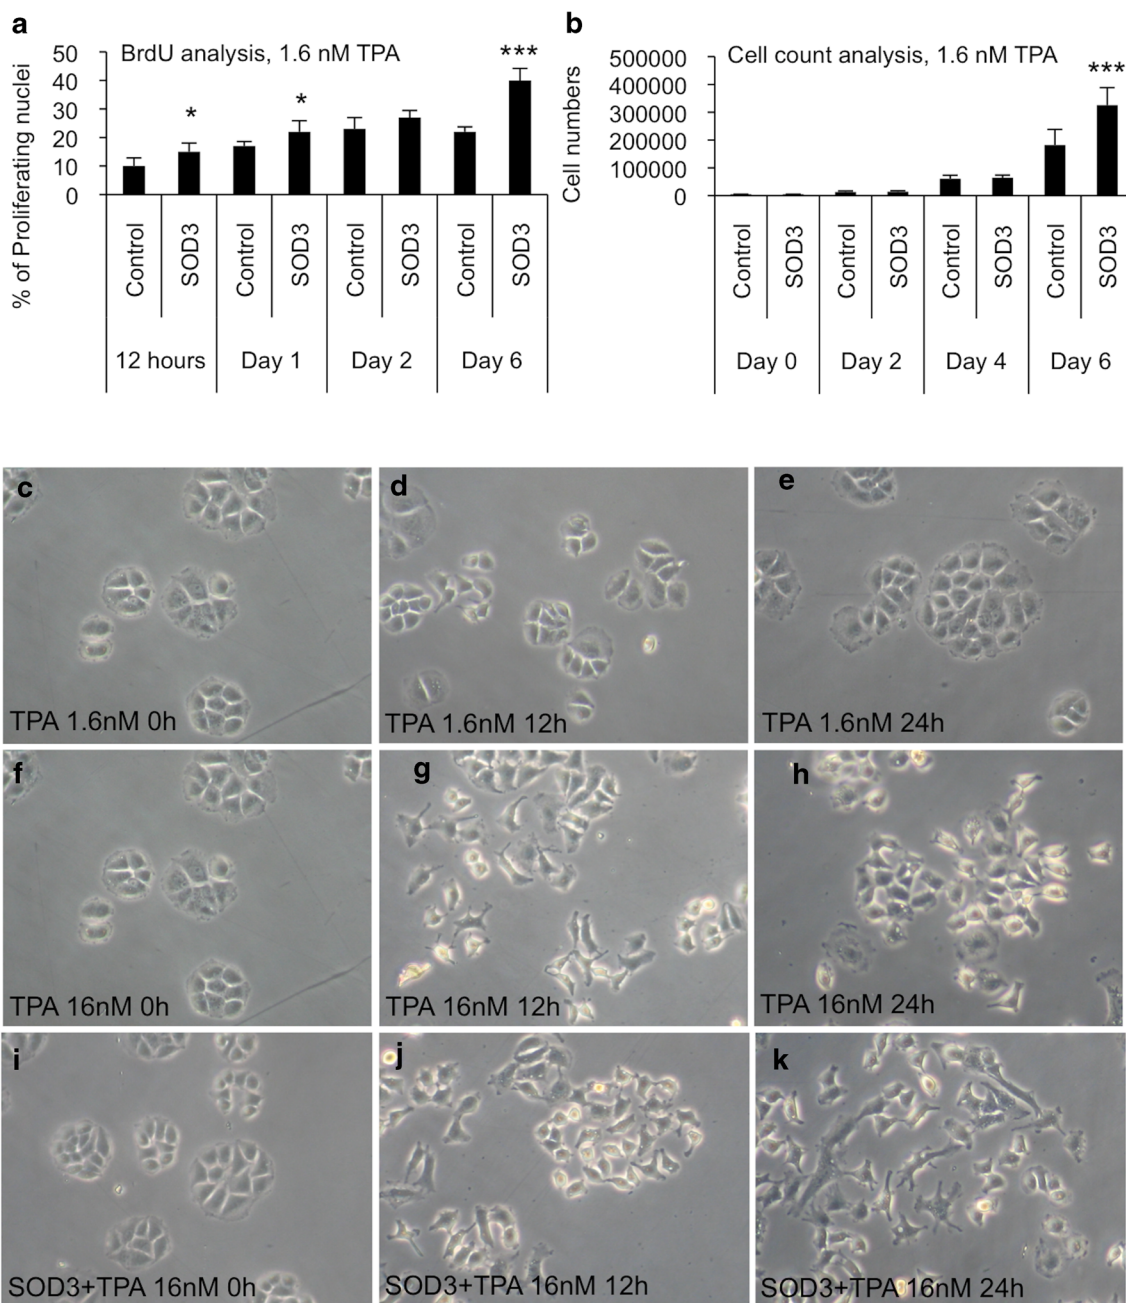 a
BrdU analysis, 1.6 nM TPA
% of Proliferating nuclei
50
40
30
20
10
0
*
*
***
Control
SOD3
Control
SOD3
Control
SOD3
Control
SOD3
12 hours
Day 1
Day 2
Day 6
b
Cell count analysis, 1.6 nM TPA
Cell numbers
500000
400000
300000
200000
100000
0
***
Control
SOD3
Control
SOD3
Control
SOD3
Control
SOD3
Day 0
Day 2
Day 4
Day 6
c
TPA 1.6nM 0h
d
TPA 1.6nM 12h
e
TPA 1.6nM 24h
f
TPA 16nM 0h
g
TPA 16nM 12h
h
TPA 16nM 24h
i
SOD3+TPA 16nM 0h
j
SOD3+TPA 16nM 12h
k
SOD3+TPA 16nM 24h